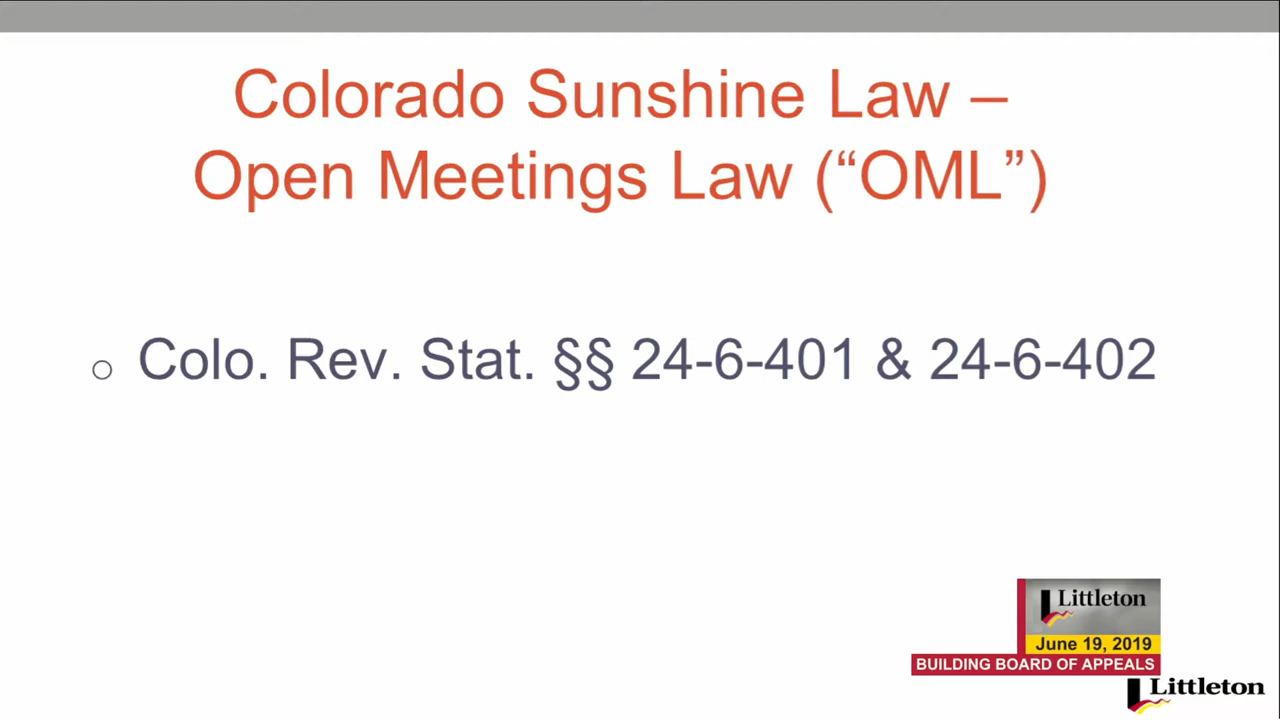 Colorado Sunshine Law –
Open Meetings Law (“OML”)
Colo. Rev. Stat. §§ 24-6-401 & 24-6-402
Littleton
June 19, 2019
BUILDING BOARD OF APPEALS
Littleton